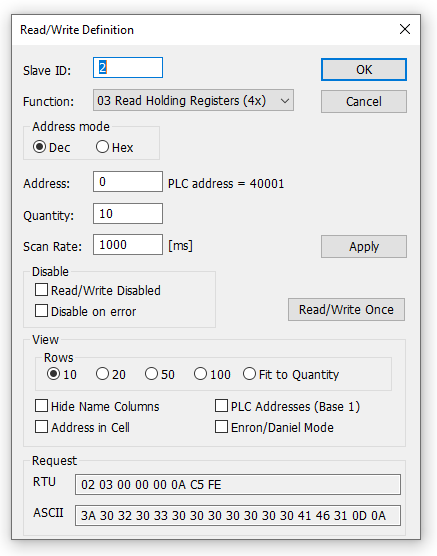 Read/Write Definition
Slave ID: 2 OK
Function: 03 Read Holding Registers (4x) Cancel
Address mode
Dec Hex
Address: 0 PLC address = 40001
Quantity: 10
Scan Rate: 1000 [ms] Apply
Disable
Read/Write Disabled
Disable on error
Read/Write Once
View
Rows
10 20 50 100 Fit to Quantity
Hide Name Columns PLC Addresses (Base 1)
Address in Cell Enron/Daniel Mode
Request
RTU 02 03 00 00 00 0A C5 FE
ASCII 3A 30 32 30 33 30 30 30 30 30 30 30 41 46 31 0D 0A